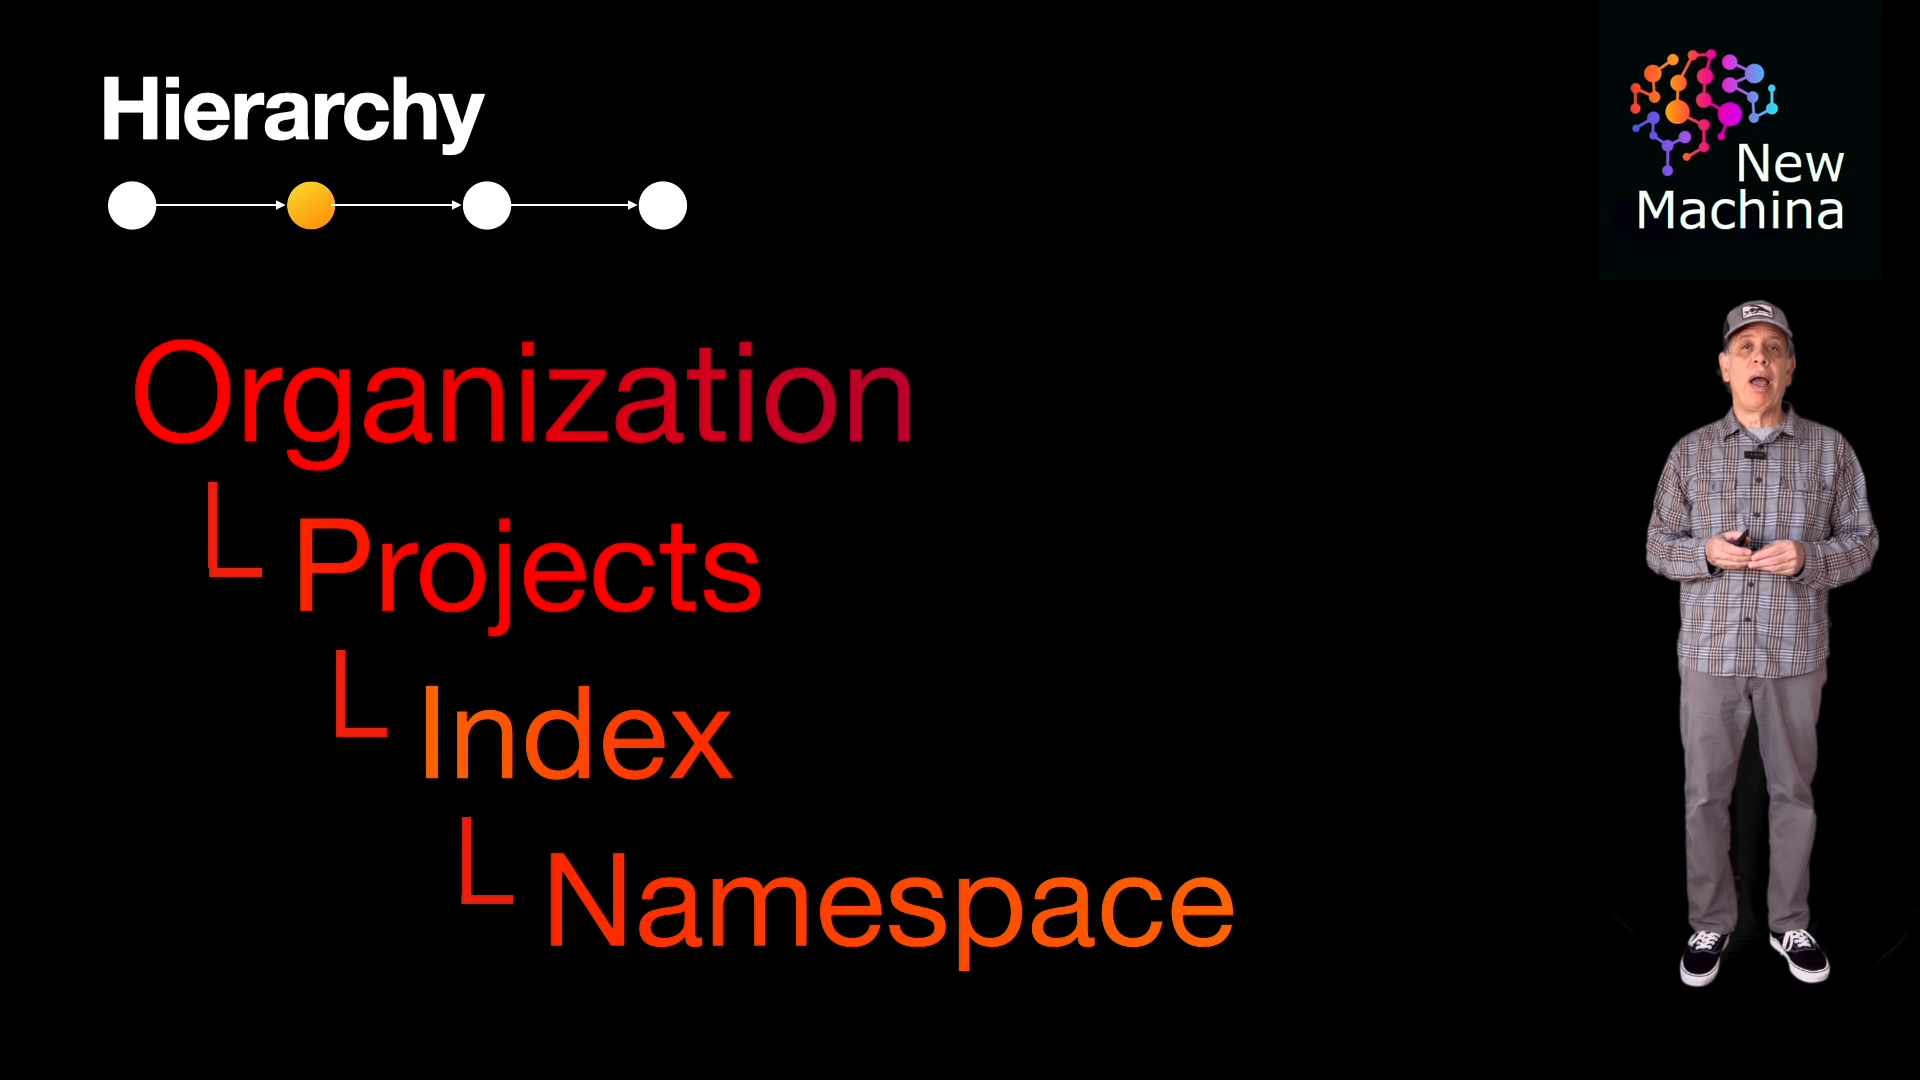 Hierarchy
New
Machina
Organization
Projects
Index
Namespace